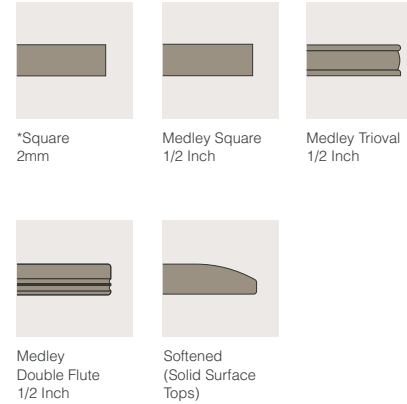 *Square
2mm
Medley Square
1/2 Inch
Medley Trioval
1/2 Inch
Medley
Double Flute
1/2 Inch
Softened
(Solid Surface
Tops)